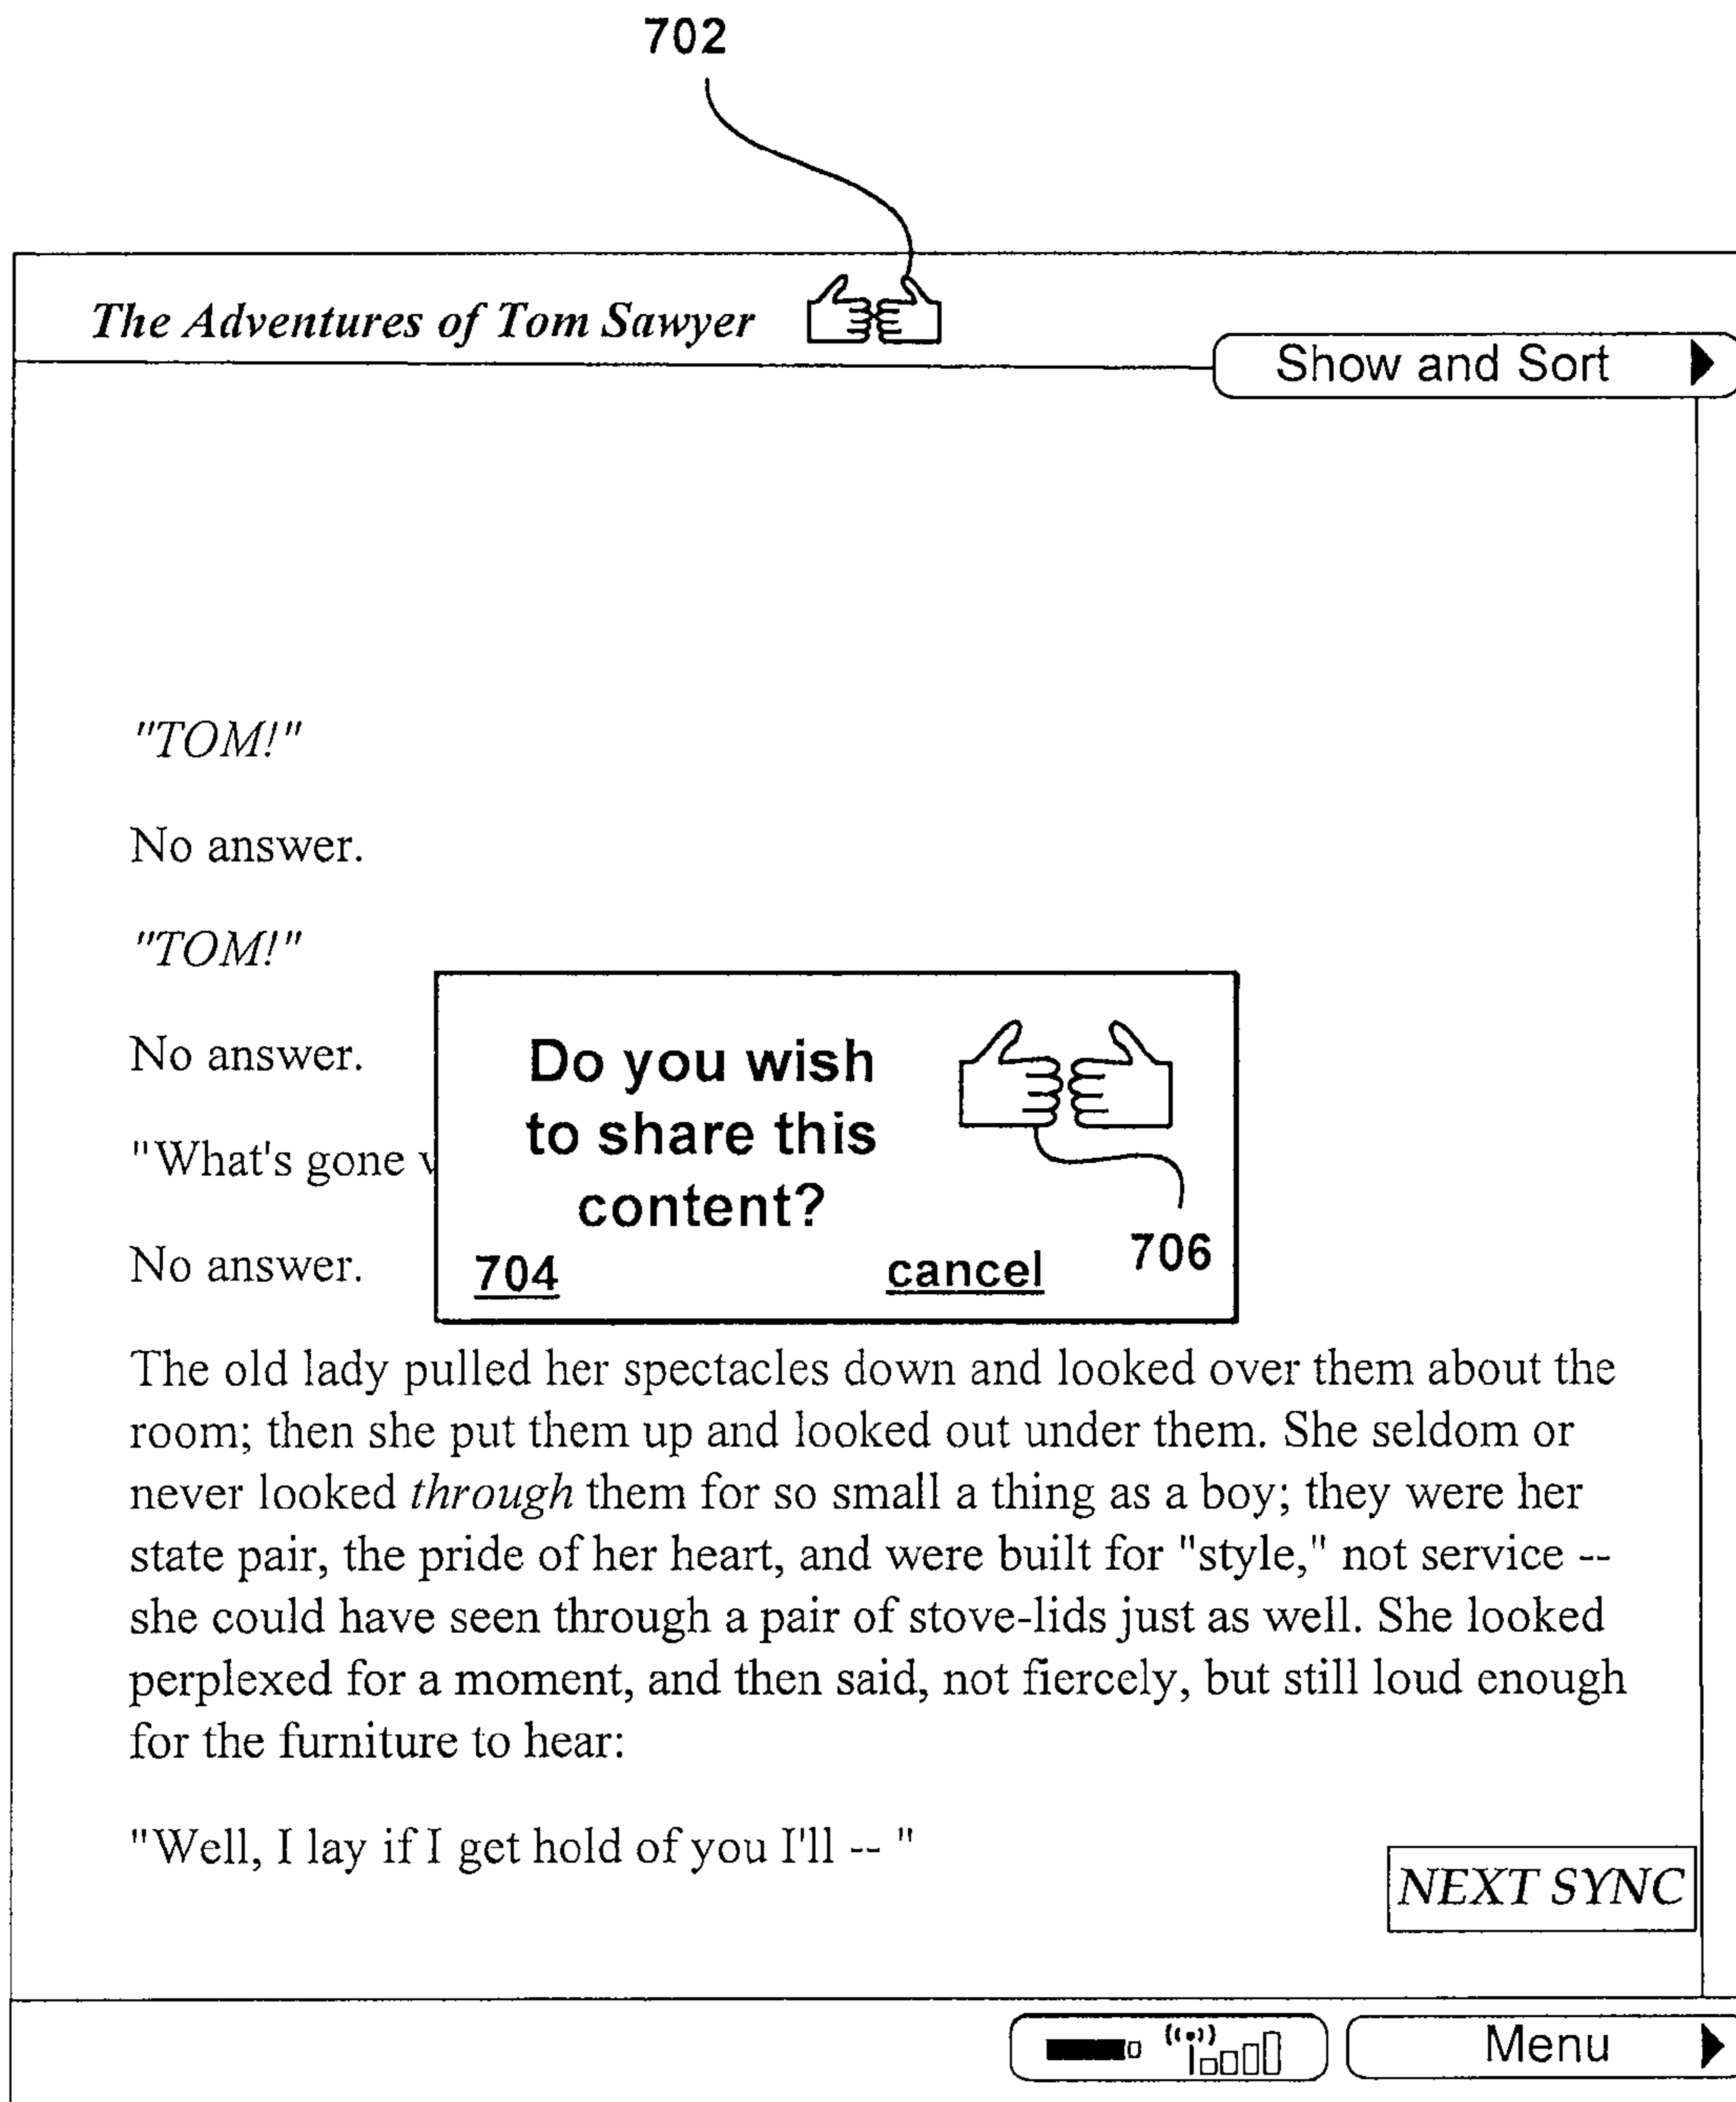 702
The Adventures of Tom Sawyer
Show and Sort
"TOM!"
No answer.
"TOM!"
No answer.
"What's gone
No answer.
Do you wish
to share this
content?
704
cancel
706
The old lady pulled her spectacles down and looked over them about the
room; then she put them up and looked out under them. She seldom or
never looked through them for so small a thing as a boy; they were her
state pair, the pride of her heart, and were built for "style," not service --
she could have seen through a pair of stove-lids just as well. She looked
perplexed for a moment, and then said, not fiercely, but still loud enough
for the furniture to hear:
"Well, I lay if I get hold of you I'll -- "
NEXT SYNC
Menu